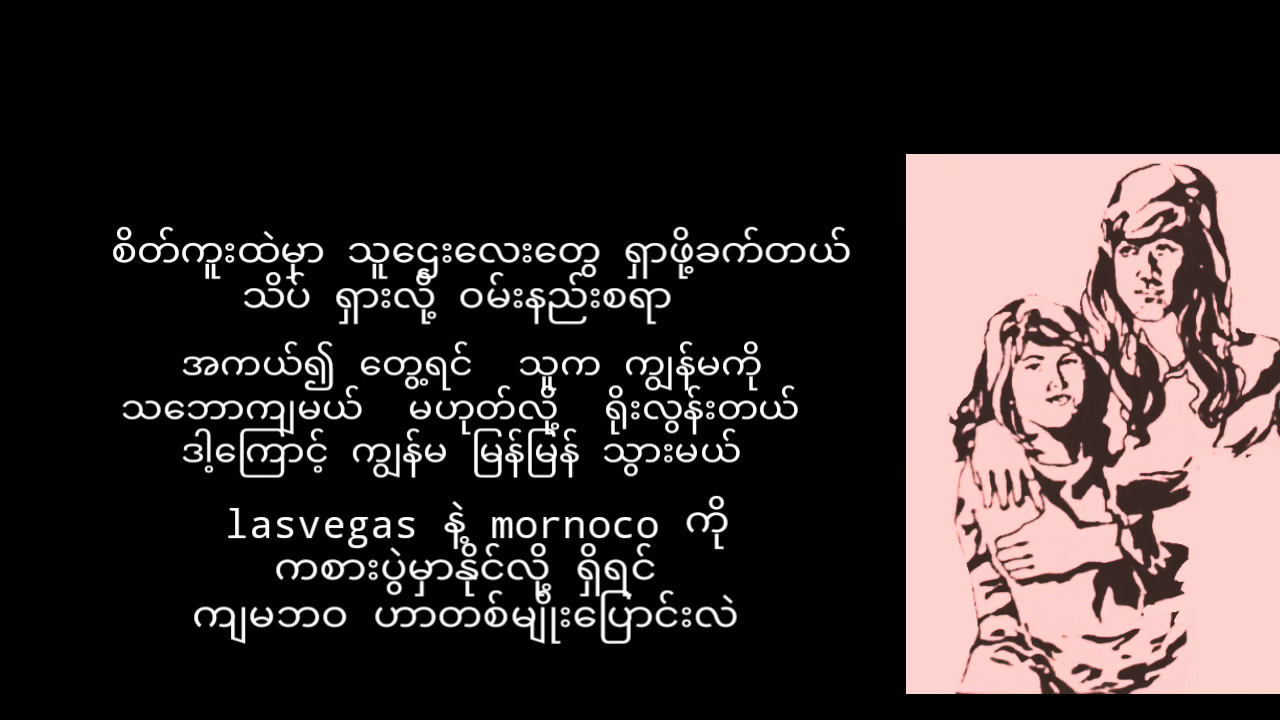 စိတ်ကူးထဲမှာ သူဌေးလေးတွေ ရှာဖို့ခက်တယ်
သိပ် ရှားလို့ ဝမ်းနည်းစရာ
အကယ်၍ တွေ့ရင် သူက ကျွန်မကို
သဘောကျမယ် မဟုတ်လို့ ရိုးလွန်းတယ်
ဒါ့ကြောင့် ကျွန်မ မြန်မြန် သွားမယ်
lasvegas နဲ့ mornoco ကို
ကစားပွဲမှာနိုင်လို့ ရှိရင်
ကျမဘဝ ဟာတစ်မျိုးပြောင်းလဲ